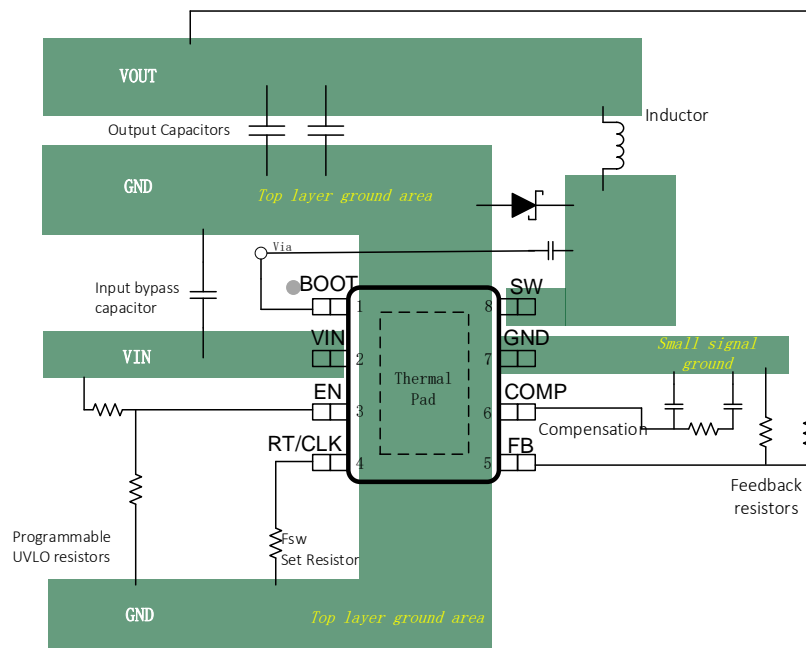 VOUT
Inductor
Output Capacitors
GND
Top layer ground area
Via
Input bypass
capacitor
BOOT
SW
1
8
VIN
VIN
GND
2
7
Small signal
ground
Thermal
Pad
EN
COMP
3
6
Compensation
RT/CLK
FB
4
5
Feedback
resistors
Programmable
UVLO resistors
Fsw
Set Resistor
GND
Top layer ground area